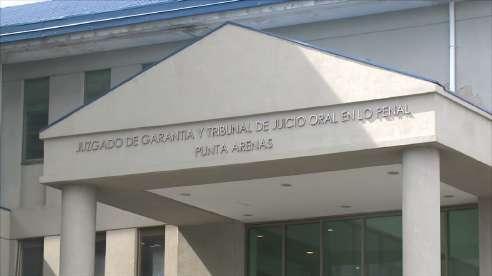 JUZGADO DE GARANTIA Y TRIBUNAL DE JUICIO ORAL EN LO PENAL
PUNTA ARENAS